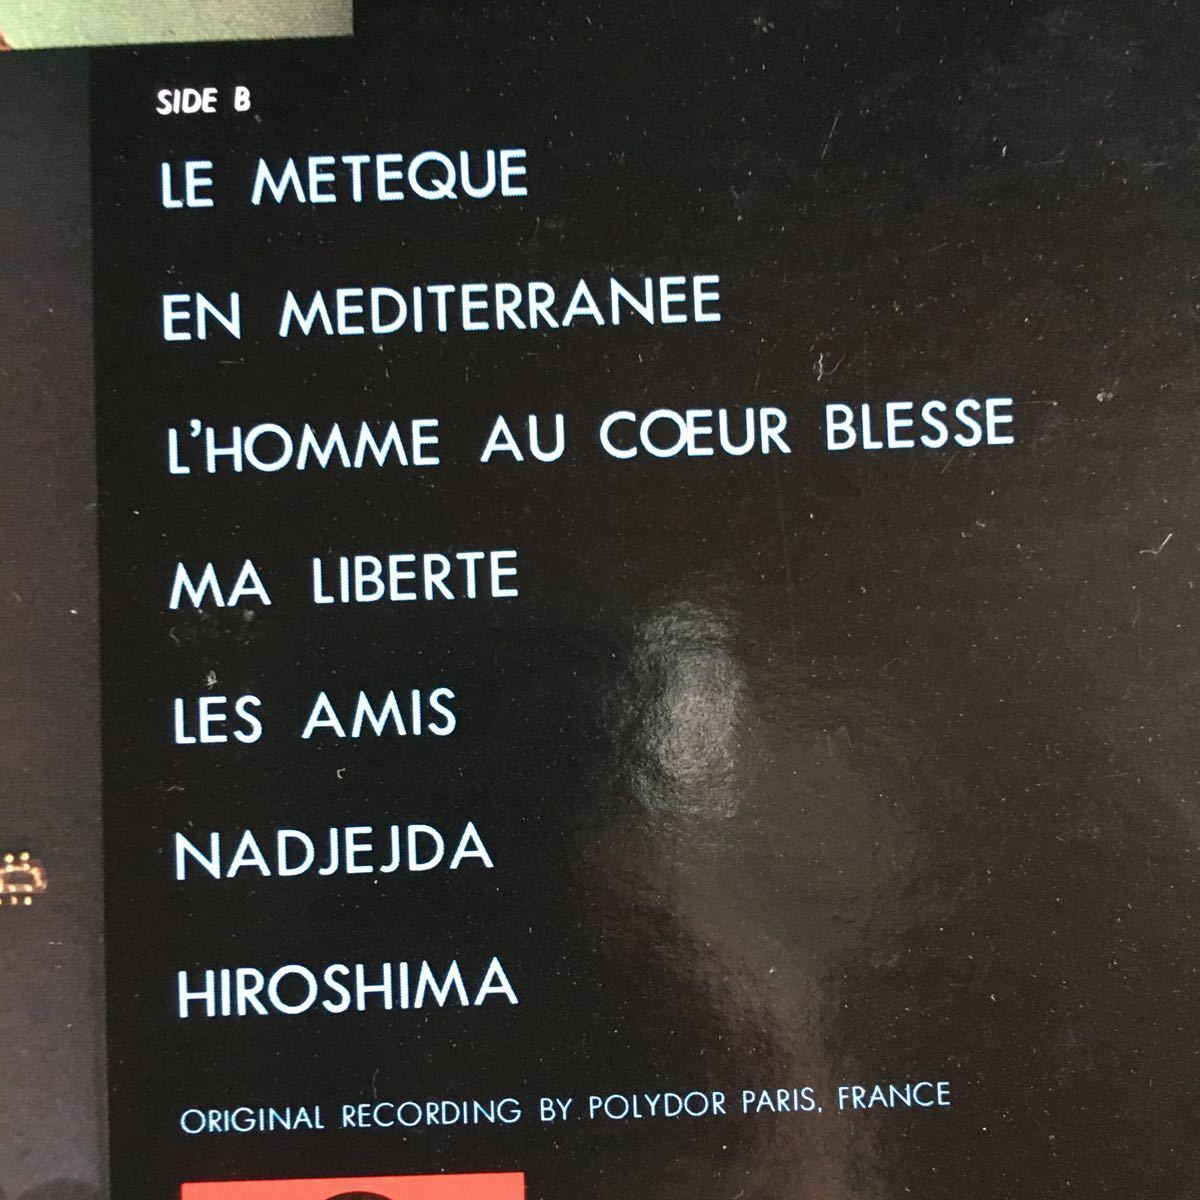 SIDE B
LE METEQUE
EN MEDITERRANEE
L'HOMME AU CŒUR BLESSE
MA LIBERTE
LES AMIS
NADJEJDA
HIROSHIMA
ORIGINAL RECORDING BY POLYDOR PARIS, FRANCE